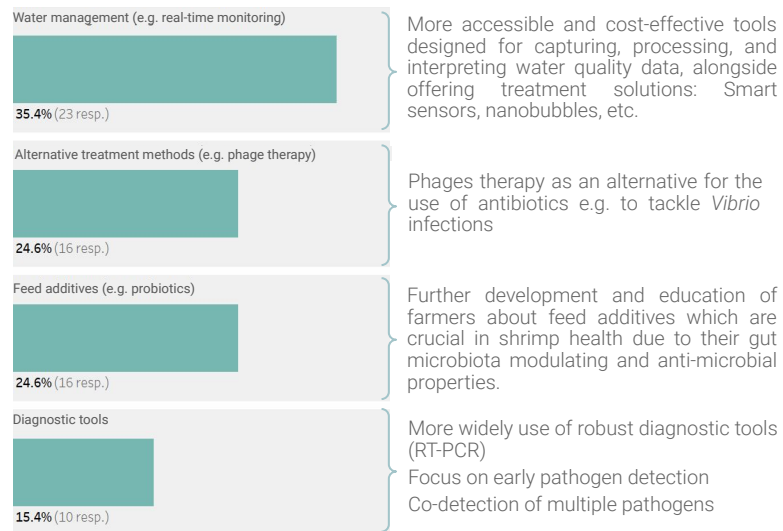 Water management (e.g. real-time monitoring)
35.4% (23 resp.)
More accessible and cost-effective tools
designed for capturing, processing, and
interpreting water quality data, alongside
offering treatment solutions: Smart
sensors, nanobubbles, etc.
Alternative treatment methods (e.g. phage therapy)
24.6% (16 resp.)
Phages therapy as an alternative for the
use of antibiotics e.g. to tackle Vibrio
infections
Feed additives (e.g. probiotics)
24.6% (16 resp.)
Further development and education of
farmers about feed additives which are
crucial in shrimp health due to their gut
microbiota modulating and anti-microbial
properties.
Diagnostic tools
15.4% (10 resp.)
More widely use of robust diagnostic tools
(RT-PCR)
Focus on early pathogen detection
Co-detection of multiple pathogens